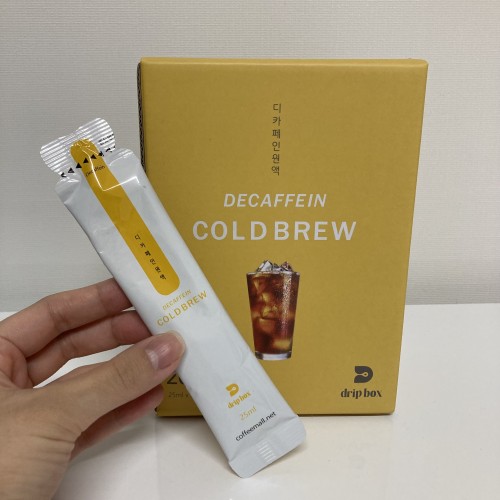 디카페인원액
DECAFFEIN
COLD BREW
drip box
25ml
디카페인원액
DECAFFEIN
COLD BREW
drip box
25ml
coffeemall.net